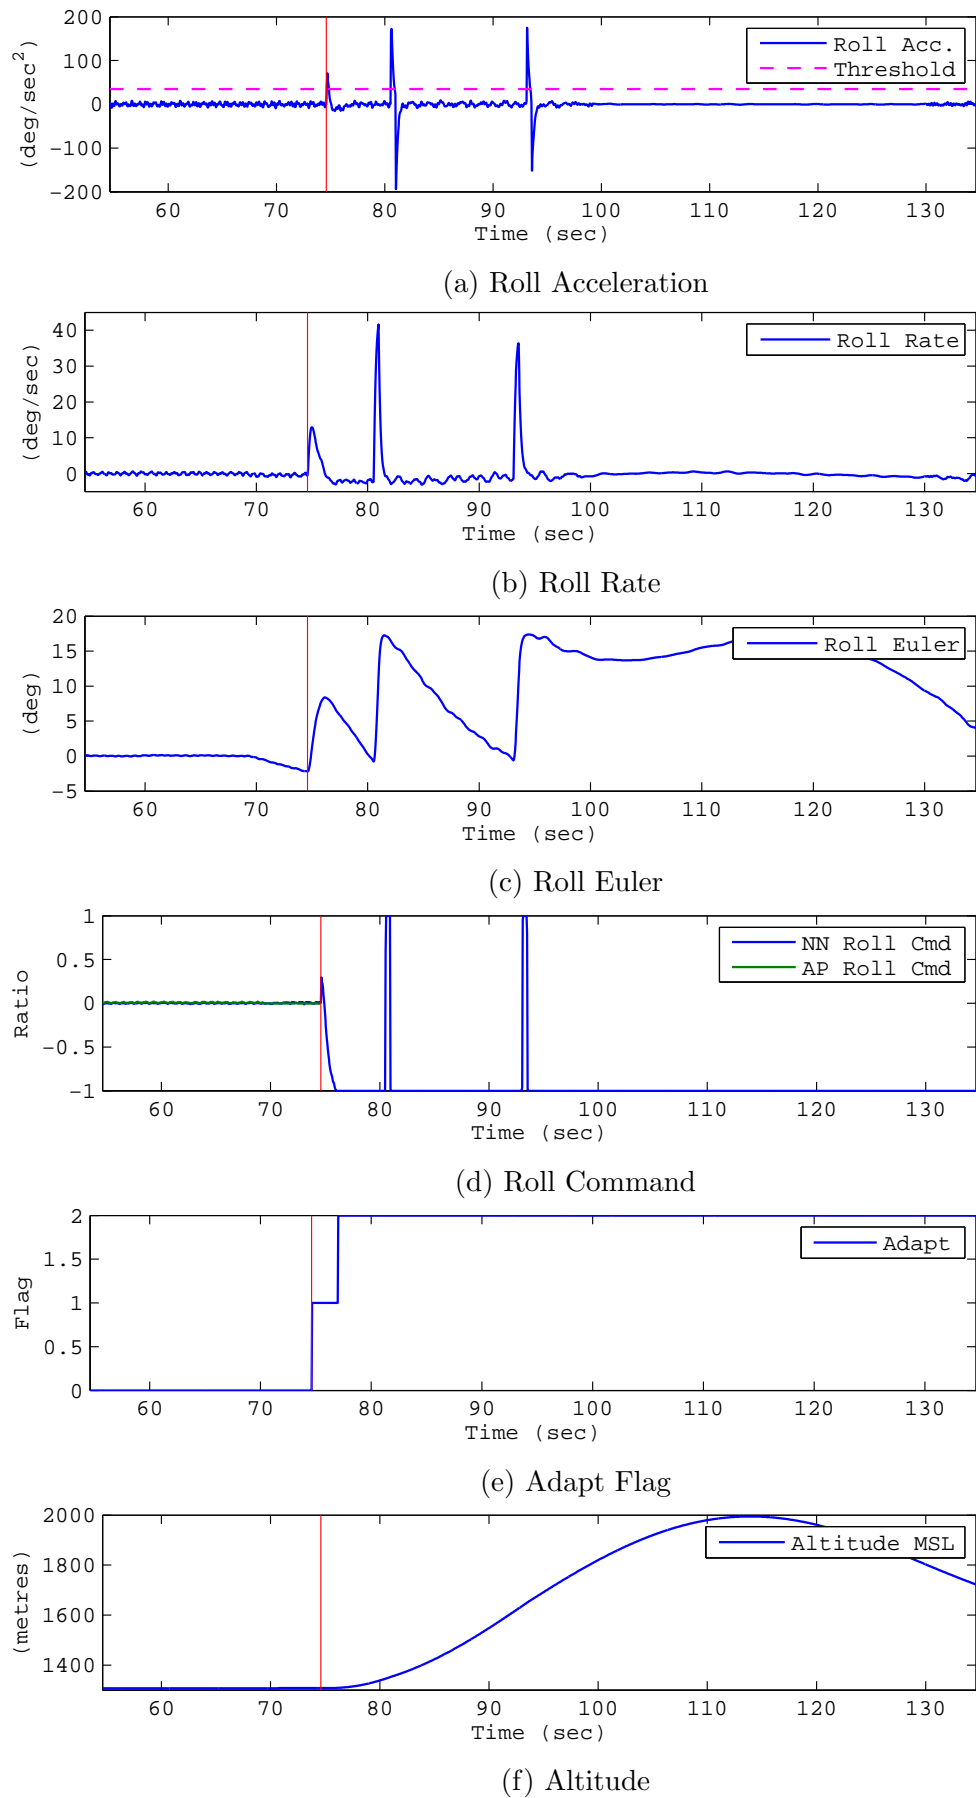 200
100
0
−100
−200
(deg/sec²)
Roll Acc.
Threshold
60 70 80 90 100 110 120 130
Time (sec)
(a) Roll Acceleration
40
30
20
10
0
(deg/sec)
Roll Rate
60 70 80 90 100 110 120 130
Time (sec)
(b) Roll Rate
20
15
10
5
0
−5
(deg)
Roll Euler
60 70 80 90 100 110 120 130
Time (sec)
(c) Roll Euler
1
0.5
0
−0.5
−1
Ratio
NN Roll Cmd
AP Roll Cmd
60 70 80 90 100 110 120 130
Time (sec)
(d) Roll Command
2
1.5
1
0.5
0
Flag
Adapt
60 70 80 90 100 110 120 130
Time (sec)
(e) Adapt Flag
2000
1800
1600
1400
(metres)
Altitude MSL
60 70 80 90 100 110 120 130
Time (sec)
(f) Altitude